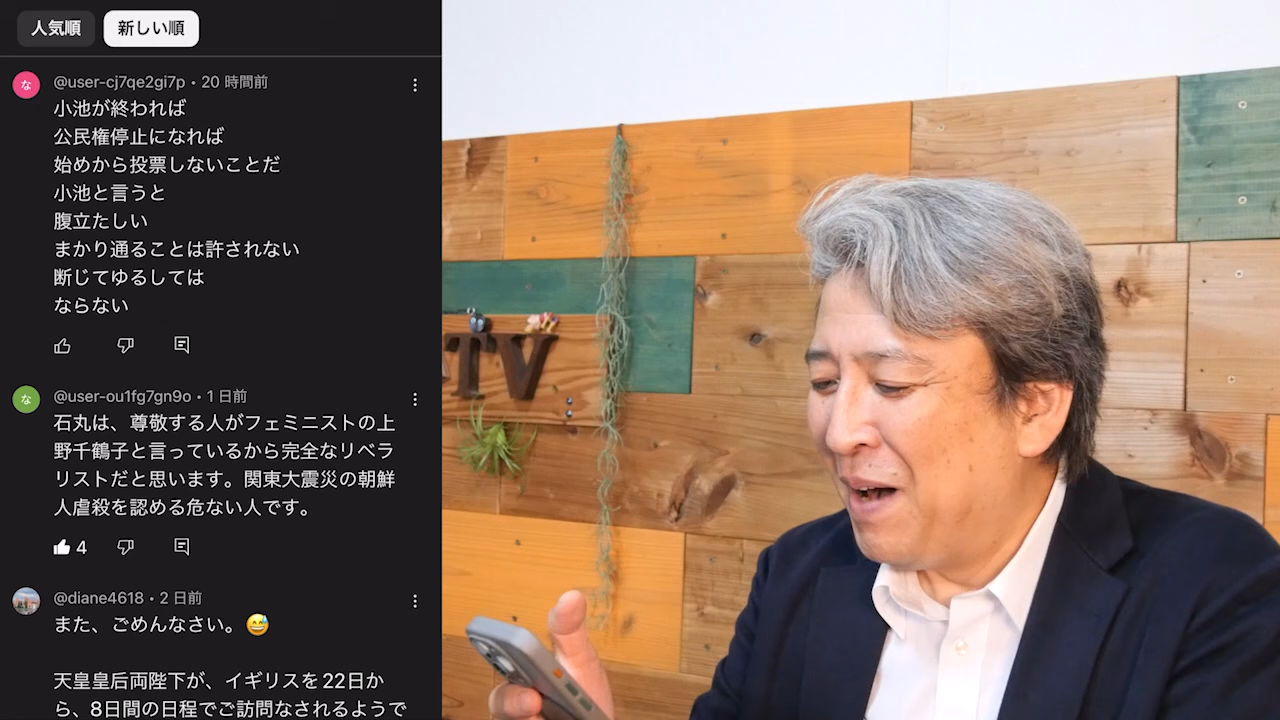 人気順
新しい順
な
@user-cj7qe2gi7p・20 時間前
小池が終われば
公民権停止になれば
始めから投票しないことだ
小池と言うと
腹立たしい
まかり通ることは許されない
断じてゆるしては
ならない
な
@user-ou1fg7gn9o・1 日前
石丸は、尊敬する人がフェミニストの上
野千鶴子と言っているから完全なリベラ
リストだと思います。関東大震災の朝鮮
人虐殺を認める危ない人です。
4
@diane4618・2 日前
また、ごめんなさい。😅
天皇皇后両陛下が、イギリスを22日か
ら、8日間の日程でご訪問なされるようで
TV